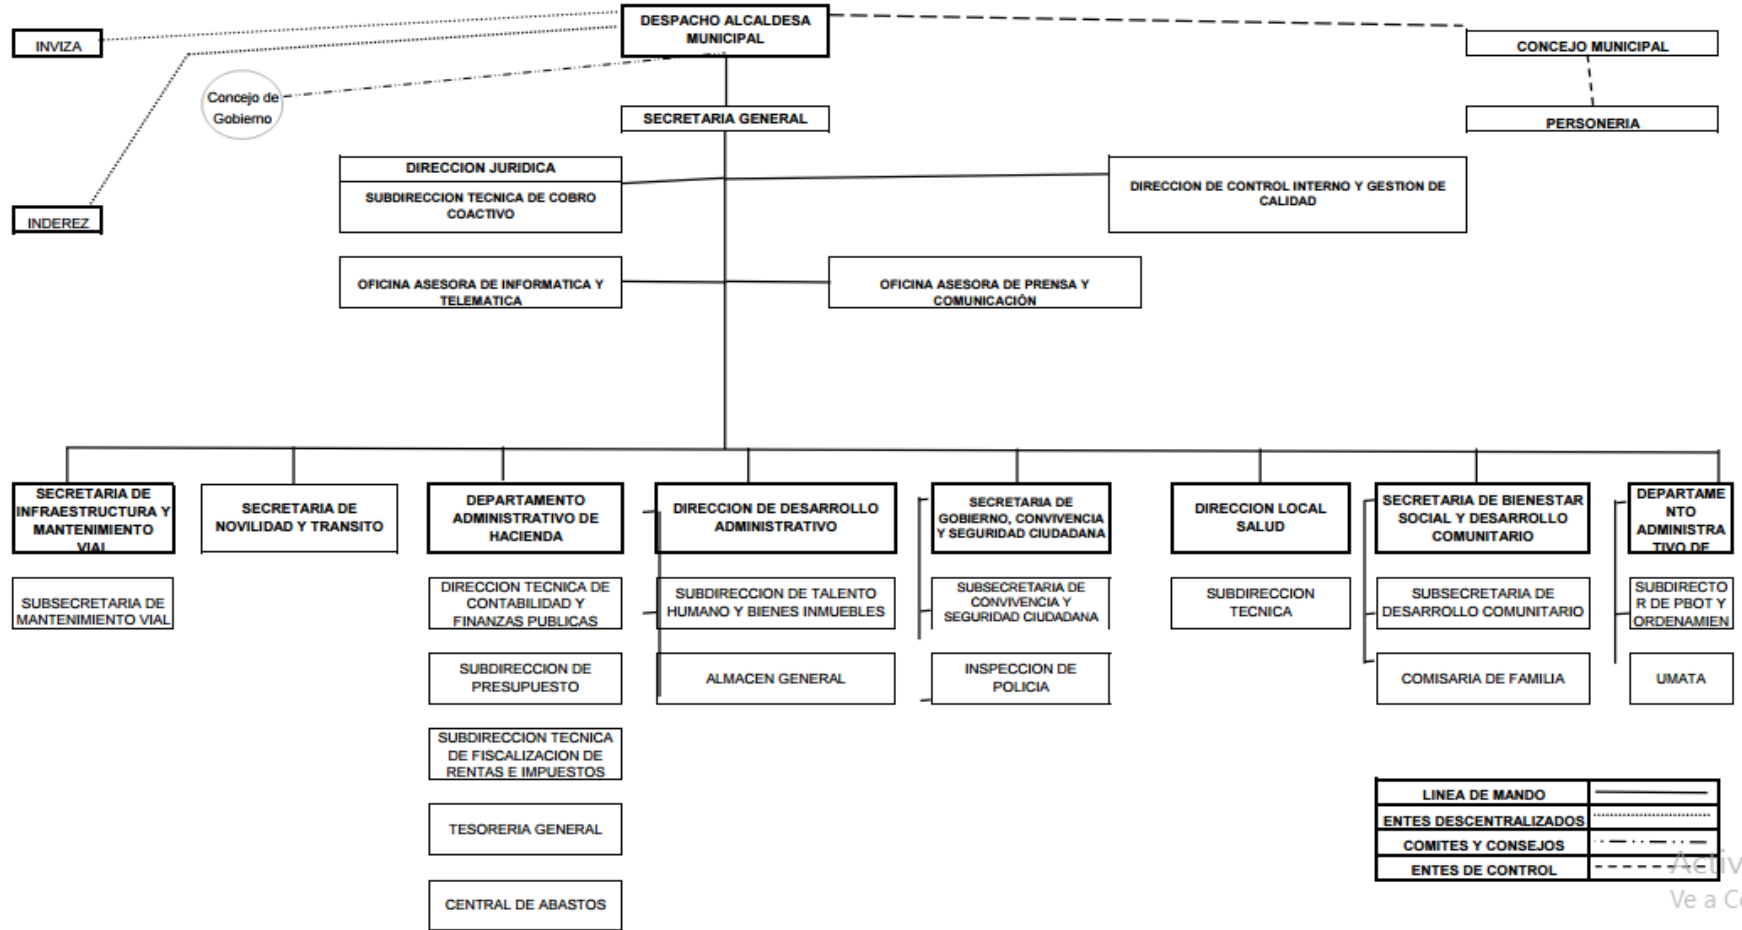 DESPACHO ALCALDESA
MUNICIPAL
INVIZA
CONCEJO MUNICIPAL
Concejo de
Gobierno
SECRETARIA GENERAL
PERSONERIA
DIRECCION JURIDICA
SUBDIRECCION TECNICA DE COBRO
COACTIVO
DIRECCION DE CONTROL INTERNO Y GESTION DE
CALIDAD
INDEREZ
OFICINA ASESORA DE INFORMATICA Y
TELEMATICA
OFICINA ASESORA DE PRENSA Y
COMUNICACIÓN
SECRETARIA DE
INFRAESTRUCTURA Y
MANTENIMIENTO
VIAL
SECRETARIA DE
NOVILIDAD Y TRANSITO
DEPARTAMENTO
ADMINISTRATIVO DE
HACIENDA
DIRECCION DE DESARROLLO
ADMINISTRATIVO
SECRETARIA DE
GOBIERNO, CONVIVENCIA
Y SEGURIDAD CIUDADANA
DIRECCION LOCAL
SALUD
SECRETARIA DE BIENESTAR
SOCIAL Y DESARROLLO
COMUNITARIO
DEPARTAME
NTO
ADMINISTRA
TIVO DE
SUBSECRETARIA DE
MANTENIMIENTO VIAL
DIRECCION TECNICA DE
CONTABILIDAD Y
FINANZAS PUBLICAS
SUBDIRECCION DE TALENTO
HUMANO Y BIENES INMUEBLES
SUBSECRETARIA DE
CONVIVENCIA Y
SEGURIDAD CIUDADANA
SUBDIRECCION
TECNICA
SUBSECRETARIA DE
DESARROLLO COMUNITARIO
SUBDIRECTO
R DE PBOT Y
ORDENAMIEN
SUBDIRECCION DE
PRESUPUESTO
ALMACEN GENERAL
INSPECCION DE
POLICIA
COMISARIA DE FAMILIA
UMATA
SUBDIRECCION TECNICA
DE FISCALIZACION DE
RENTAS E IMPUESTOS
TESORERIA GENERAL
CENTRAL DE ABASTOS
LINEA DE MANDO
ENTES DESCENTRALIZADOS
COMITES Y CONSEJOS
ENTES DE CONTROL
Activ
Ve a Co